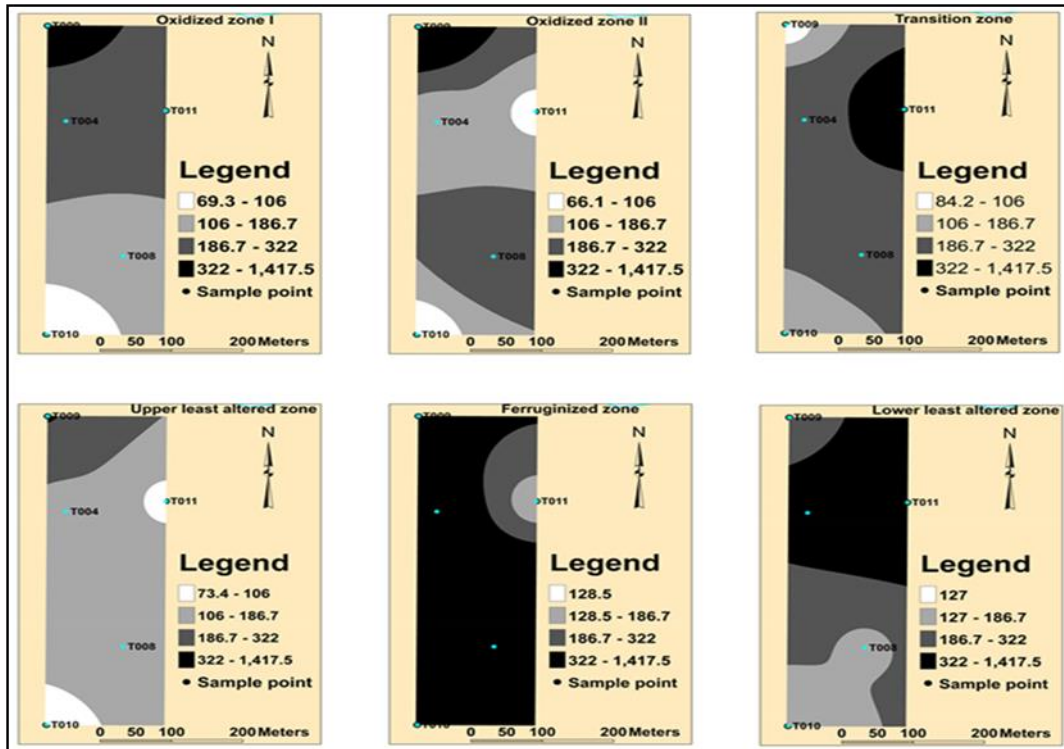 Oxidized zone I
T009
N
T011
T004
Legend
69.3 - 106
106 - 186.7
186.7 - 322
322 - 1,417.5
Sample point
T008
T010
0 50 100 200 Meters
Oxidized zone II
T009
N
T011
T004
Legend
66.1 - 106
106 - 186.7
186.7 - 322
322 - 1,417.5
Sample point
T008
T010
0 50 100 200 Meters
Transition zone
T009
N
T011
T004
Legend
84.2 - 106
106 - 186.7
186.7 - 322
322 - 1,417.5
Sample point
T008
T010
0 50 100 200 Meters
Upper least altered zone
T009
N
T011
T004
Legend
73.4 - 106
106 - 186.7
186.7 - 322
322 - 1,417.5
Sample point
T008
T010
0 50 100 200 Meters
Ferruginized zone
T009
N
T011
Legend
128.5
128.5 - 186.7
186.7 - 322
322 - 1,417.5
Sample point
T010
0 50 100 200 Meters
Lower least altered zone
T009
N
T011
Legend
127
127 - 186.7
186.7 - 322
322 - 1,417.5
Sample point
T008
T010
0 50 100 200 Meters